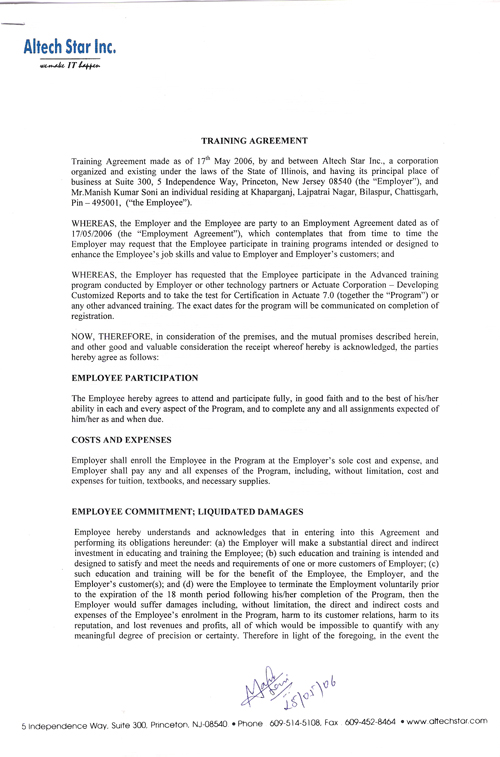 Altech Star Inc.
we make IT happen
TRAINING AGREEMENT
Training Agreement made as of 17th May 2006, by and between Altech Star Inc., a corporation
organized and existing under the laws of the State of Illinois, and having its principal place of
business at Suite 300, 5 Independence Way, Princeton, New Jersey 08540 (the “Employer”), and
Mr.Manish Kumar Soni an individual residing at Khaparganj, Lajpatrai Nagar, Bilaspur, Chattisgarh,
Pin – 495001, (“the Employee”).
WHEREAS, the Employer and the Employee are party to an Employment Agreement dated as of
17/05/2006 (the “Employment Agreement”), which contemplates that from time to time the
Employer may request that the Employee participate in training programs intended or designed to
enhance the Employee’s job skills and value to Employer and Employer’s customers; and
WHEREAS, the Employer has requested that the Employee participate in the Advanced training
program conducted by Employer or other technology partners or Actuate Corporation – Developing
Customized Reports and to take the test for Certification in Actuate 7.0 (together the “Program”) or
any other advanced training. The exact dates for the program will be communicated on completion of
registration.
NOW, THEREFORE, in consideration of the premises, and the mutual promises described herein,
and other good and valuable consideration the receipt whereof hereby is acknowledged, the parties
hereby agree as follows:
EMPLOYEE PARTICIPATION
The Employee hereby agrees to attend and participate fully, in good faith and to the best of his/her
ability in each and every aspect of the Program, and to complete any and all assignments expected of
him/her as and when due.
COSTS AND EXPENSES
Employer shall enroll the Employee in the Program at the Employer’s sole cost and expense, and
Employer shall pay any and all expenses of the Program, including, without limitation, cost and
expenses for tuition, textbooks, and necessary supplies.
EMPLOYEE COMMITMENT; LIQUIDATED DAMAGES
Employee hereby understands and acknowledges that in entering into this Agreement and
performing its obligations hereunder: (a) the Employer will make a substantial direct and indirect
investment in educating and training the Employee; (b) such education and training is intended and
designed to satisfy and meet the needs and requirements of one or more customers of Employer; (c)
such education and training will be for the benefit of the Employee, the Employer, and the
Employer’s customer(s); and (d) were the Employee to terminate the Employment voluntarily prior
to the expiration of the 18 month period following his/her completion of the Program, then the
Employer would suffer damages including, without limitation, the direct and indirect costs and
expenses of the Employee’s enrolment in the Program, harm to its customer relations, harm to its
reputation, and lost revenues and profits, all of which would be impossible to quantify with any
meaningful degree of precision or certainty. Therefore in light of the foregoing, in the event the
25/05/06
5 Independence Way, Suite 300, Princeton, NJ-08540 • Phone 609-514-5108, Fax 609-452-8464 • www.altechstar.com